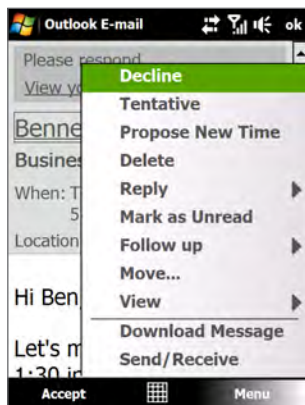 Outlook E-mail ok
Please respond
View yo
Decline
Tentative
Propose New Time
Delete
Reply
Mark as Unread
Follow up
Move...
View
Download Message
Send/Receive
Benne
Busines
When: T
5
Location
Hi Ben,
Let's m
1:30 in
Accept Menu